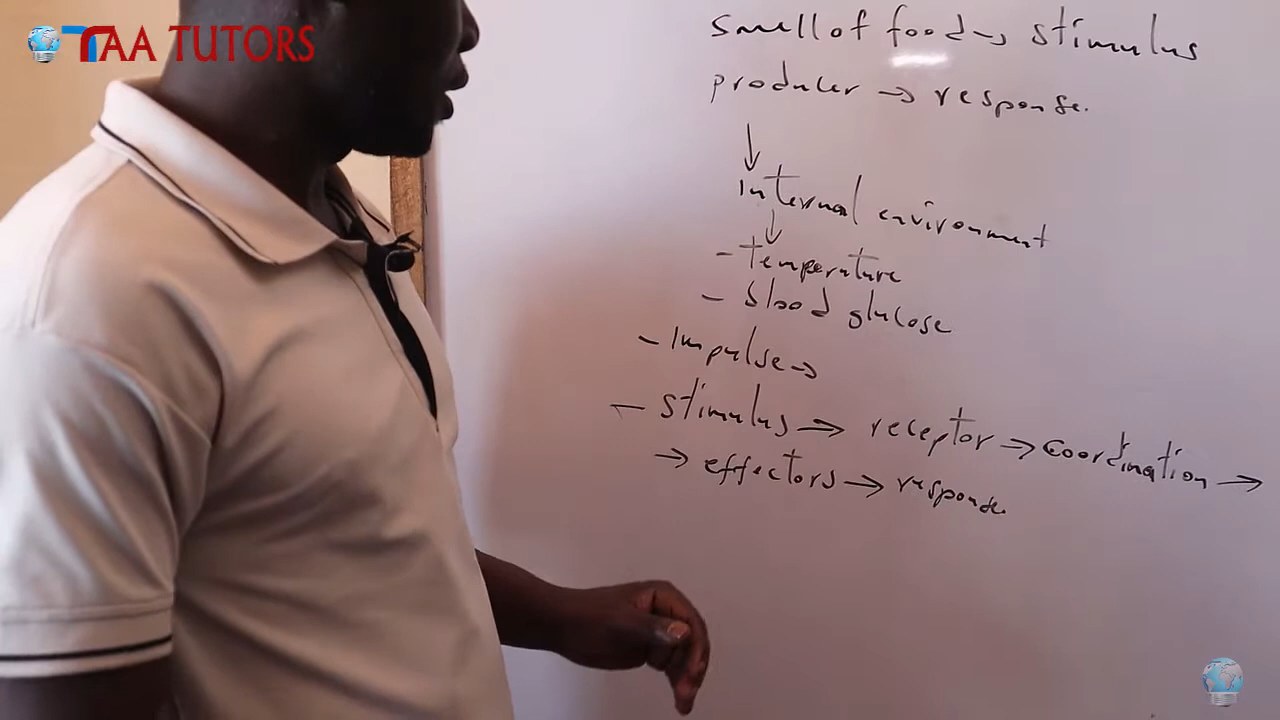 TAA TUTORS
smell of food → stimulus
producer → response.
↓
internal environment
↓
- temperature
- blood glucose
- Impulse →
- stimulus → receptor → coordination →
→ effectors → response.